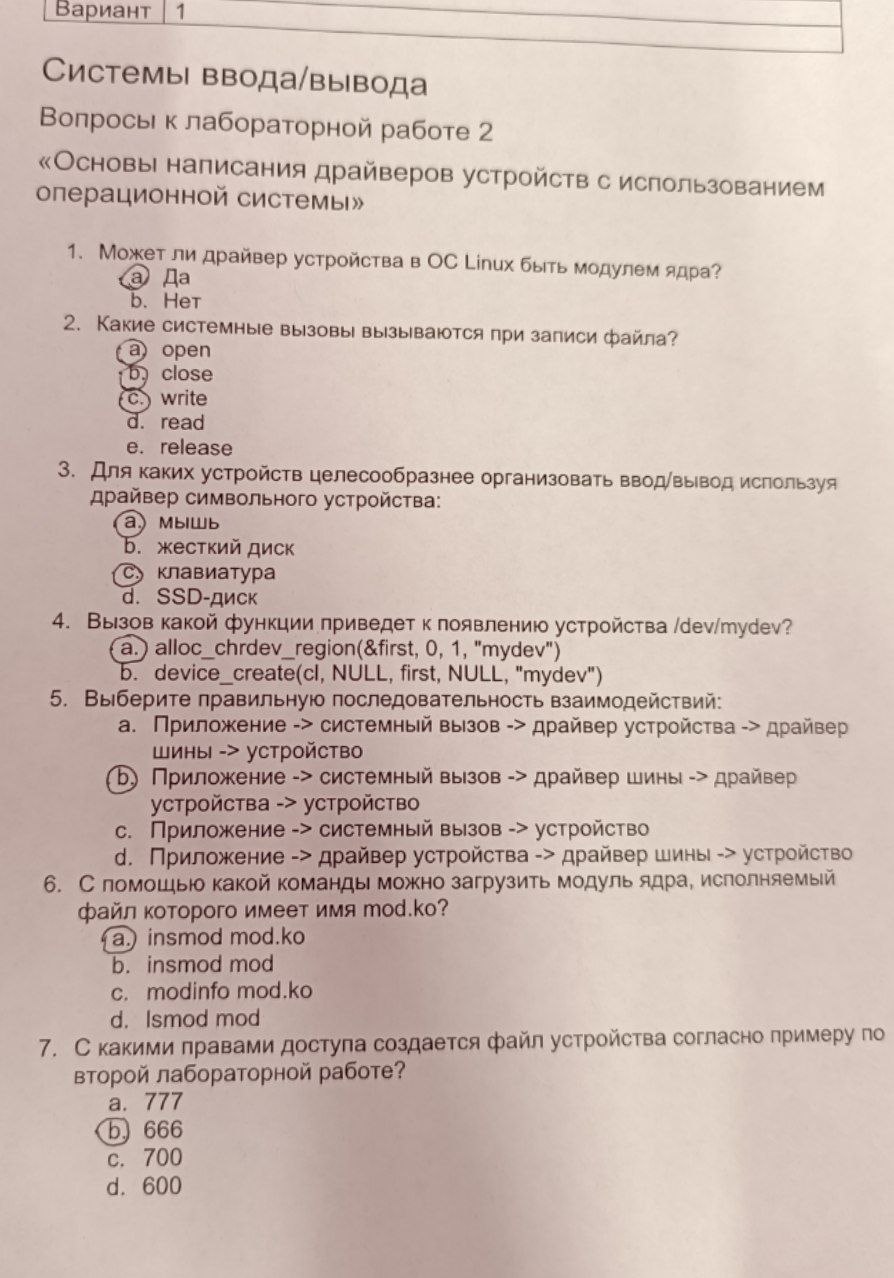 Вариант 1
Системы ввода/вывода
Вопросы к лабораторной работе 2
«Основы написания драйверов устройств с использованием
операционной системы»
1. Может ли драйвер устройства в ОС Linux быть модулем ядра?
a. Да
b. Нет
2. Какие системные вызовы вызываются при записи файла?
a. open
b. close
c. write
d. read
e. release
3. Для каких устройств целесообразнее организовать ввод/вывод используя
драйвер символьного устройства:
a. мышь
b. жесткий диск
c. клавиатура
d. SSD-диск
4. Вызов какой функции приведет к появлению устройства /dev/mydev?
a. alloc_chrdev_region(&first, 0, 1, "mydev")
b. device_create(cl, NULL, first, NULL, "mydev")
5. Выберите правильную последовательность взаимодействий:
a. Приложение -> системный вызов -> драйвер устройства -> драйвер
шины -> устройство
b. Приложение -> системный вызов -> драйвер шины -> драйвер
устройства -> устройство
c. Приложение -> системный вызов -> устройство
d. Приложение -> драйвер устройства -> драйвер шины -> устройство
6. С помощью какой команды можно загрузить модуль ядра, исполняемый
файл которого имеет имя mod.ko?
a. insmod mod.ko
b. insmod mod
c. modinfo mod.ko
d. lsmod mod
7. С какими правами доступа создается файл устройства согласно примеру по
второй лабораторной работе?
a. 777
b. 666
c. 700
d. 600